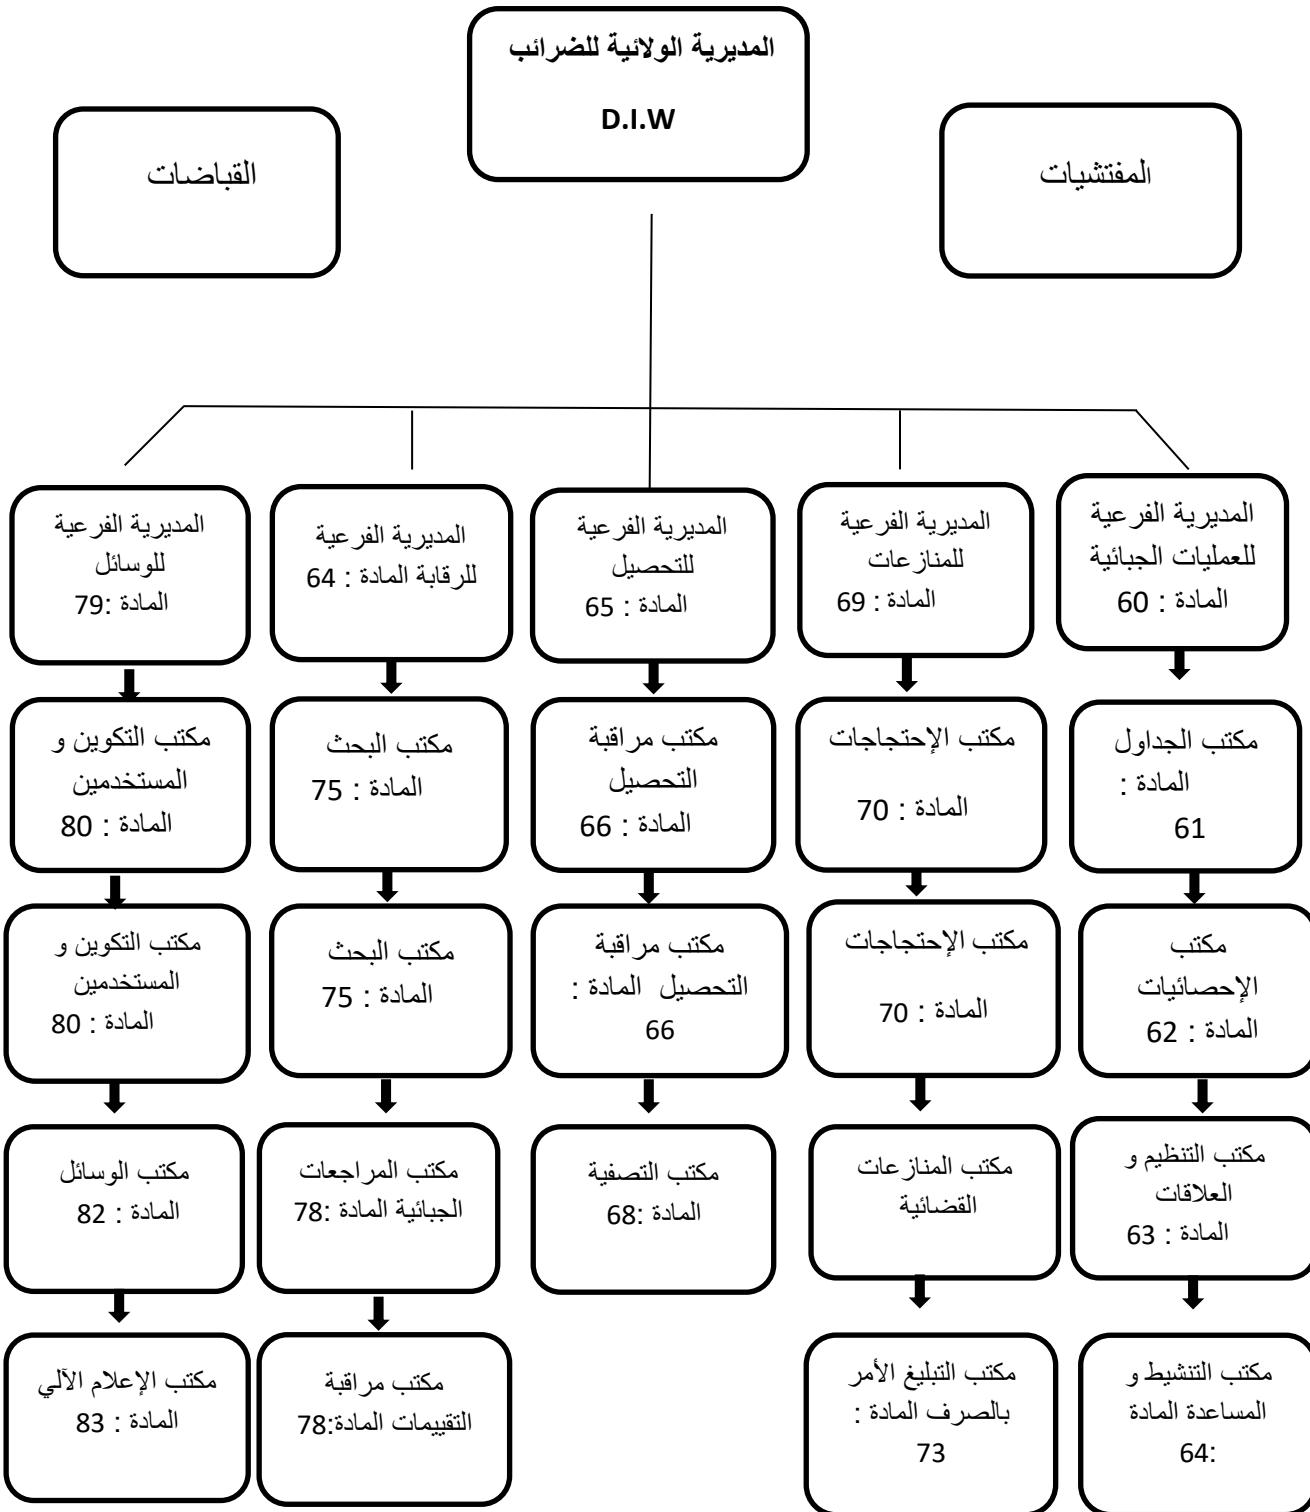 المديرية الولائية للضرائب
D.I.W
المفتشيات
القباضات
المديرية الفرعية
للعمليات الجبائية
المادة : 60
المديرية الفرعية
للمنازعات
المادة : 69
المديرية الفرعية
للتحصيل
المادة : 65
المديرية الفرعية
للرقابة المادة : 64
المديرية الفرعية
للوسائل
المادة :79
مكتب الجداول
المادة :
61
مكتب الإحتجاجات
المادة : 70
مكتب مراقبة
التحصيل
المادة : 66
مكتب البحث
المادة : 75
مكتب التكوين و
المستخدمين
المادة : 80
مكتب
الإحصائيات
المادة : 62
مكتب الإحتجاجات
المادة : 70
مكتب مراقبة
التحصيل المادة :
66
مكتب البحث
المادة : 75
مكتب التكوين و
المستخدمين
المادة : 80
مكتب التنظيم و
العلاقات
المادة : 63
مكتب المنازعات
القضائية
مكتب التصفية
المادة :68
مكتب المراجعات
الجبائية المادة :78
مكتب الوسائل
المادة : 82
مكتب التنشيط و
المساعدة المادة
:64
مكتب التبليغ الأمر
بالصرف المادة :
73
مكتب مراقبة
التقييمات المادة:78
مكتب الإعلام الآلي
المادة : 83